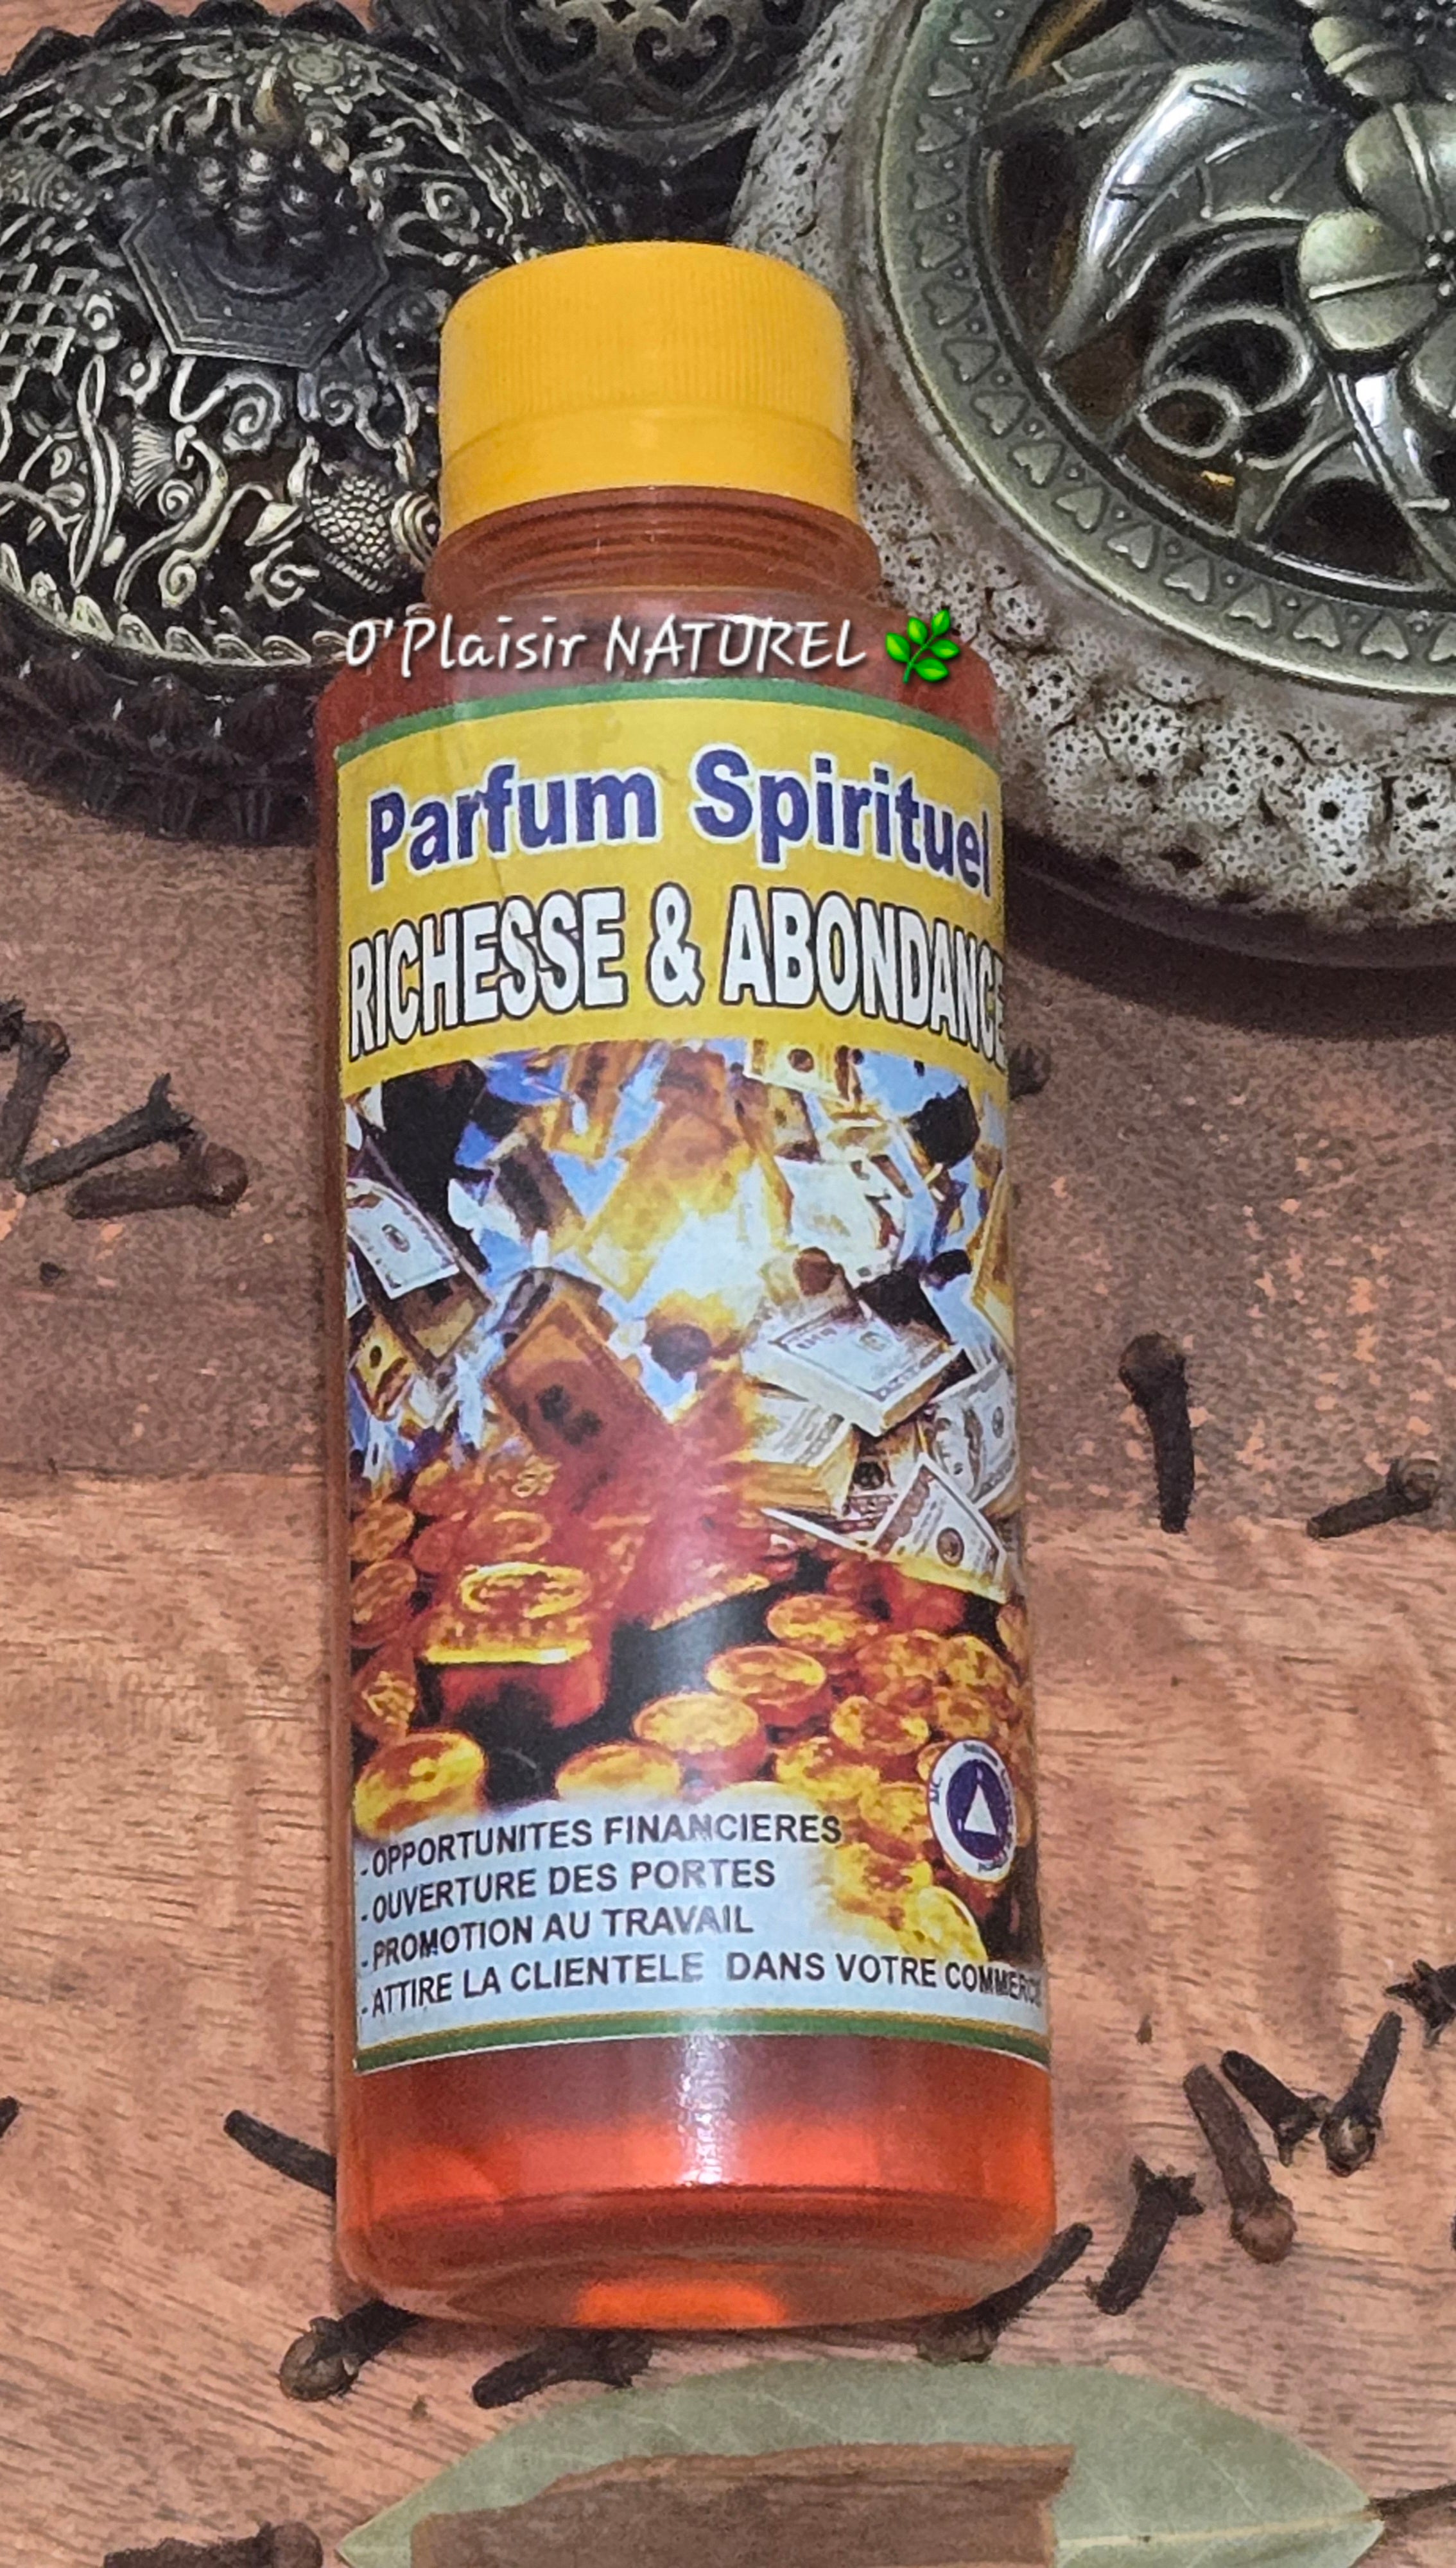 O'Plaisir NATUREL
Parfum Spirituel
RICHESSE & ABONDANCE
- OPPORTUNITES FINANCIERES
- OUVERTURE DES PORTES
- PROMOTION AU TRAVAIL
- ATTIRE LA CLIENTELE DANS VOTRE COMMERCE